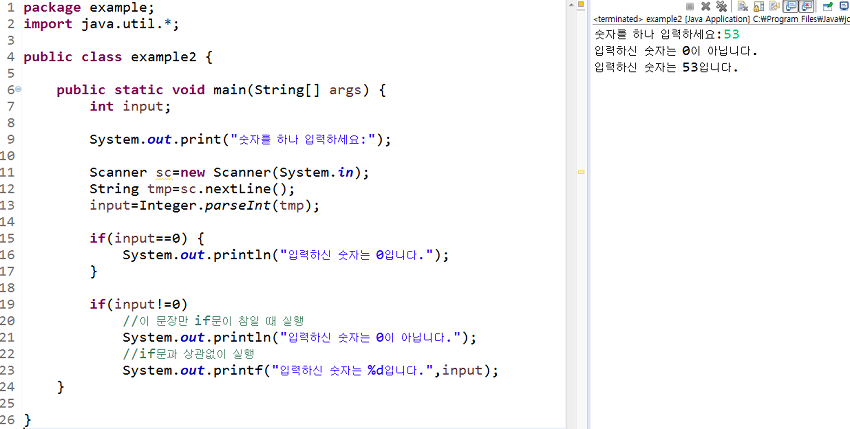 1 package example;
2 import java.util.*;
3
4 public class example2 {
5
6 public static void main(String[] args) {
7 int input;
8
9 System.out.print("숫자를 하나 입력하세요:");
10
11 Scanner sc=new Scanner(System.in);
12 String tmp=sc.nextLine();
13 input=Integer.parseInt(tmp);
14
15 if(input==0) {
16 System.out.println("입력하신 숫자는 0입니다.");
17 }
18
19 if(input!=0)
20 //이 문장만 if문이 참일 때 실행
21 System.out.println("입력하신 숫자는 0이 아닙니다.");
22 //if문과 상관없이 실행
23 System.out.printf("입력하신 숫자는 %d입니다.",input);
24 }
25
26 }
<terminated> example2 [Java Application] C:₩Program Files₩Java₩jc
숫자를 하나 입력하세요:53
입력하신 숫자는 0이 아닙니다.
입력하신 숫자는 53입니다.